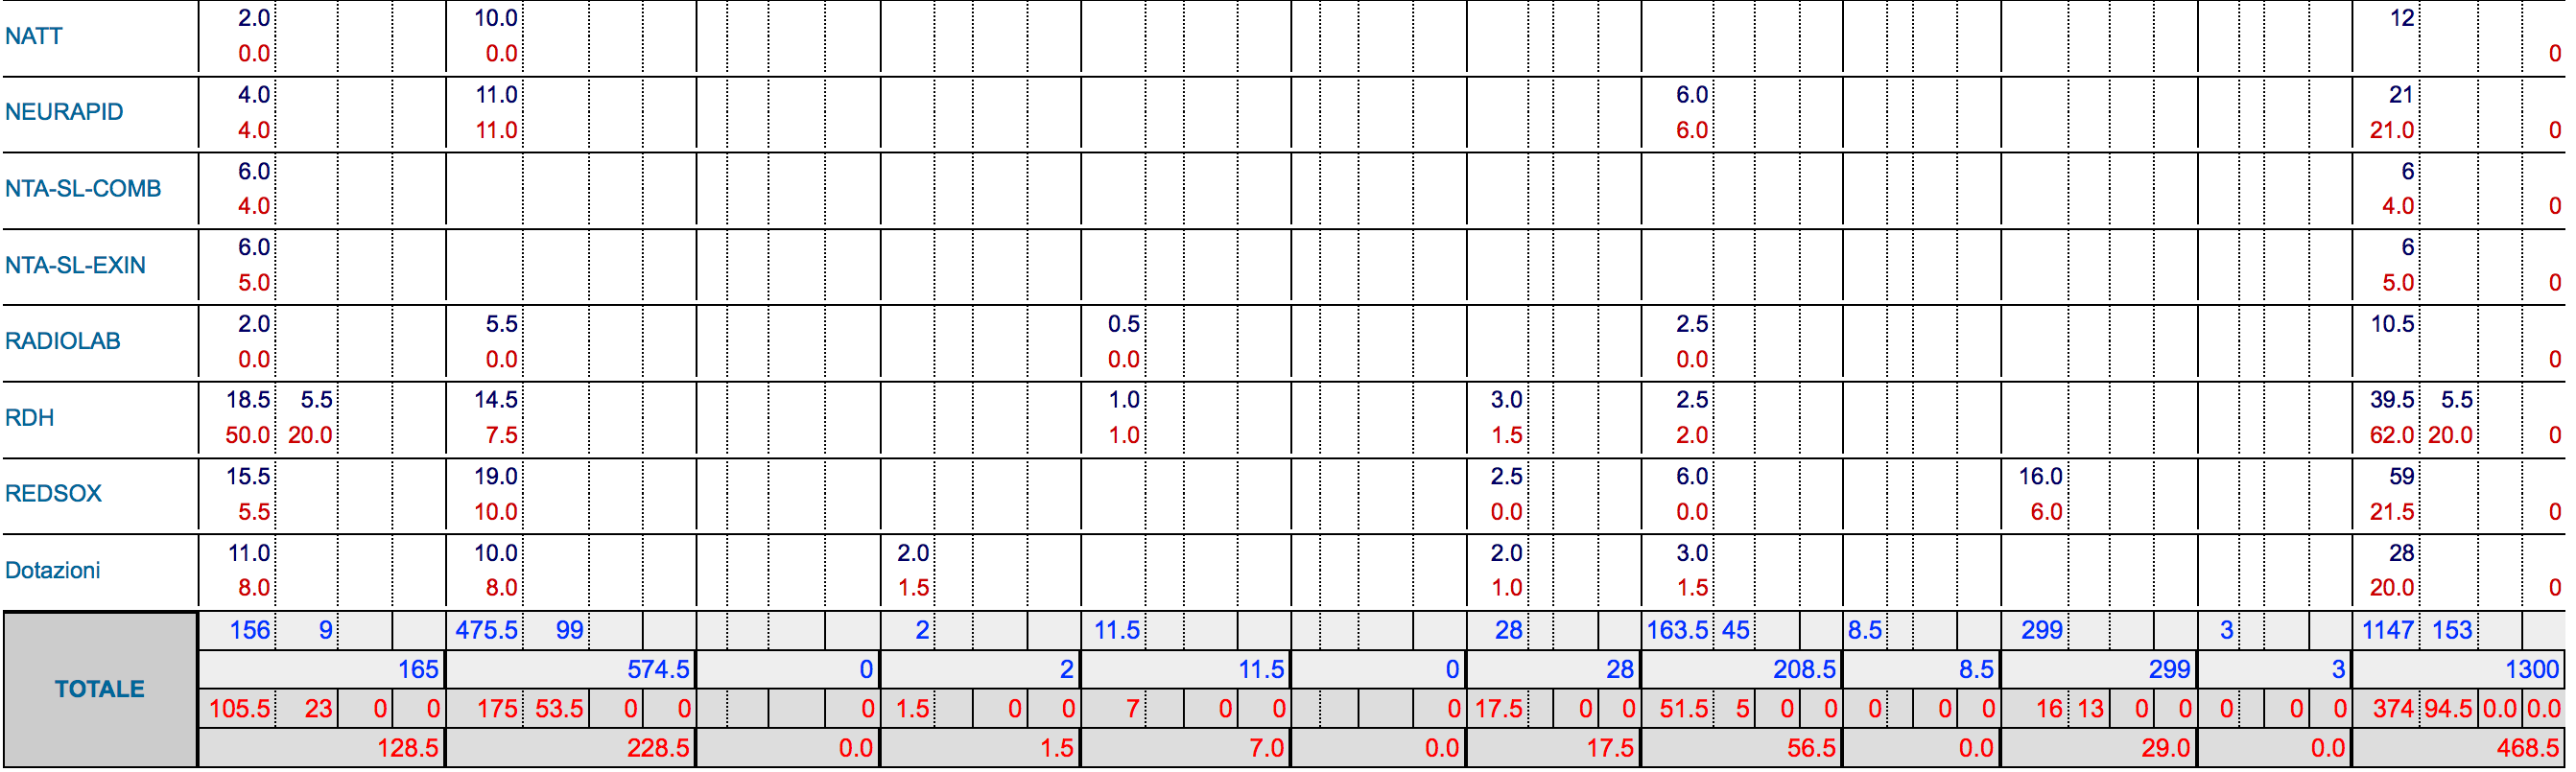 2.0 10.0 12
NATT
0.0 0.0 0
4.0 11.0 6.0 21
NEURAPID
4.0 11.0 6.0 21.0 0
6.0 6
NTA-SL-COMB
4.0 4.0 0
6.0 6
NTA-SL-EXIN
5.0 5.0 0
2.0 5.5 0.5 2.5 10.5
RADIOLAB
0.0 0.0 0.0 0.0 0
18.5 5.5 14.5 1.0 3.0 2.5 39.5 5.5
RDH
50.0 20.0 7.5 1.0 1.5 2.0 62.0 20.0 0
15.5 19.0 2.5 6.0 16.0 59
REDSOX
5.5 10.0 0.0 0.0 6.0 21.5 0
11.0 10.0 2.0 2.0 3.0 28
Dotazioni
8.0 8.0 1.5 1.0 1.5 20.0 0
156 9 475.5 99 2 11.5 28 163.5 45 8.5 299 3 1147 153
165 574.5 0 2 11.5 0 28 208.5 8.5 299 3 1300
TOTALE
105.5 23 0 0 175 53.5 0 0 0 1.5 0 0 7 0 0 0 17.5 0 0 51.5 5 0 0 0 0 0 16 13 0 0 0 0 0 374 94.5 0.0 0.0
128.5 228.5 0.0 1.5 7.0 0.0 17.5 56.5 0.0 29.0 0.0 468.5